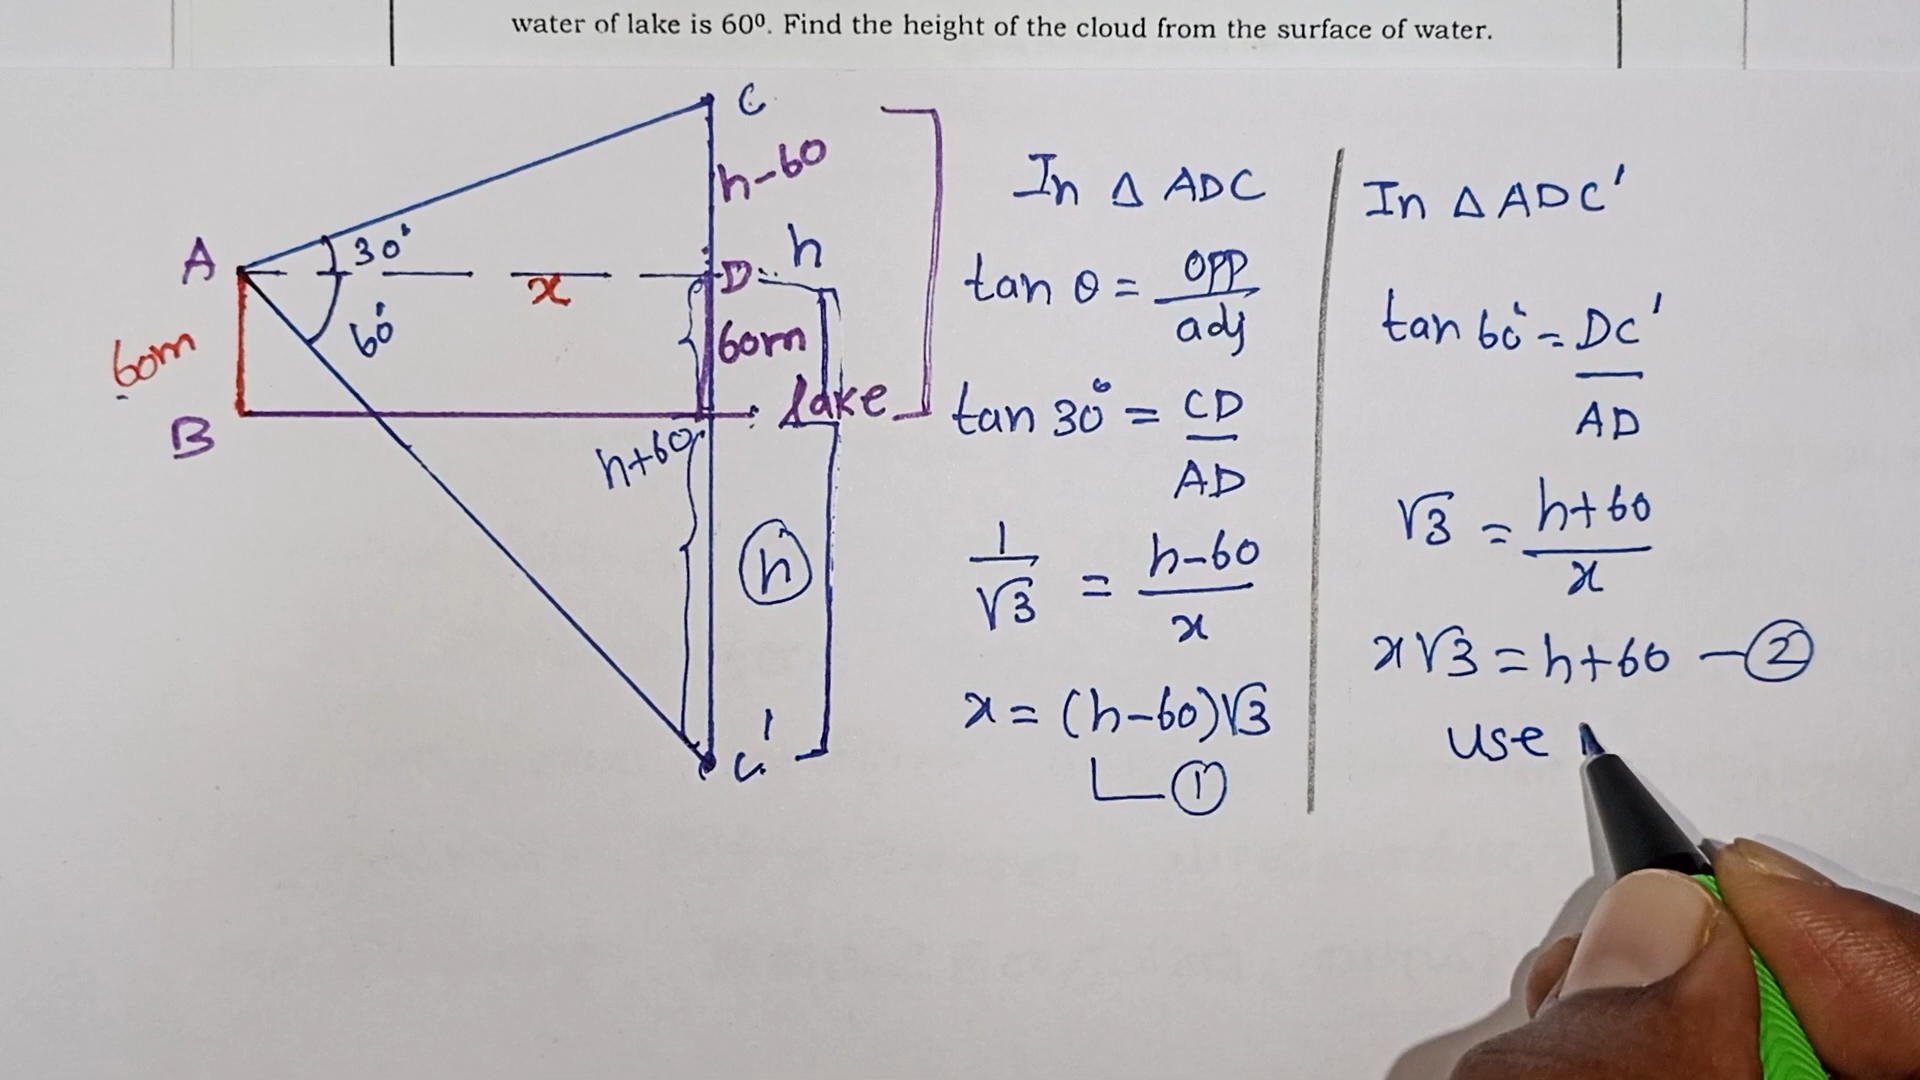 water of lake is 60⁰. Find the height of the cloud from the surface of water.
C
h-60
A
30°
x
D
h
60m
60°
60m
lake
B
h+60
h
C'
In Δ ADC
tan θ = opp/adj
tan 30° = CD/AD
1/√3 = h-60/x
x = (h-60)√3
①
In Δ ADC'
tan 60° = DC'/AD
√3 = h+60/x
x√3 = h+60 — ②
use